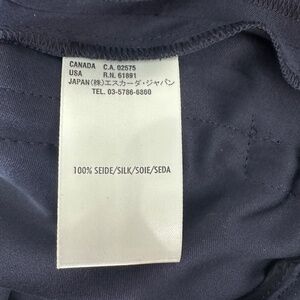 CANADA C.A. 02575
USA R.N. 61891
JAPAN(株)エスカーダ・ジャパン
TEL. 03-5786-6860
100% SEIDE/SILK/SOIE/SEDA